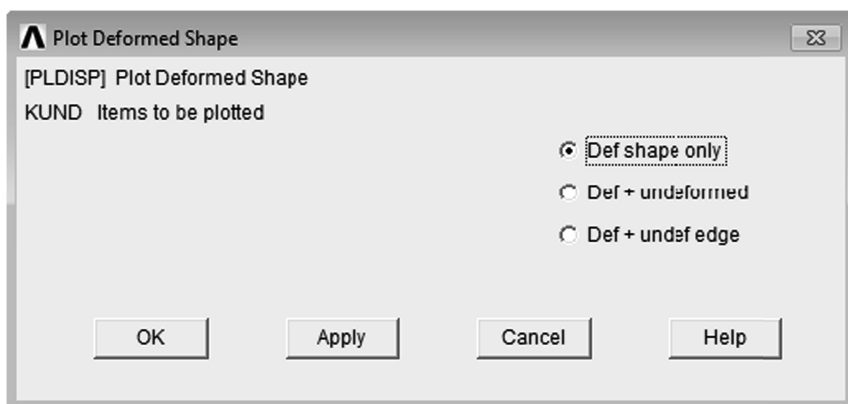 Plot Deformed Shape
[PLDISP] Plot Deformed Shape
KUND Items to be plotted
Def shape only
Def + undeformed
Def + undef edge
OK Apply Cancel Help